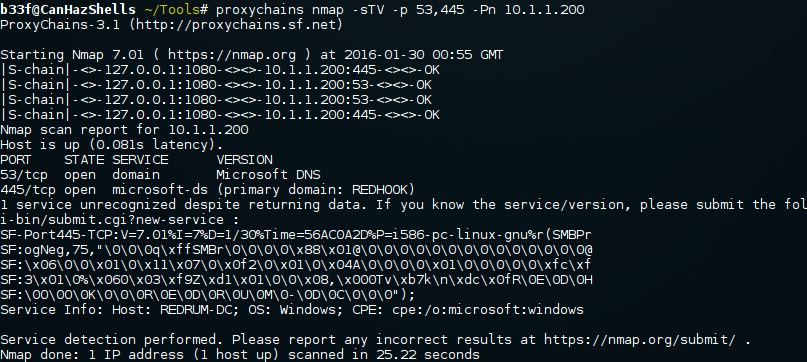 b33f@CanHazShells ~/Tools# proxychains nmap -sTV -p 53,445 -Pn 10.1.1.200
ProxyChains-3.1 (http://proxychains.sf.net)
Starting Nmap 7.01 ( https://nmap.org ) at 2016-01-30 00:55 GMT
|S-chain|-<>-127.0.0.1:1080-<><>-10.1.1.200:445-<><>-OK
|S-chain|-<>-127.0.0.1:1080-<><>-10.1.1.200:53-<><>-OK
|S-chain|-<>-127.0.0.1:1080-<><>-10.1.1.200:53-<><>-OK
|S-chain|-<>-127.0.0.1:1080-<><>-10.1.1.200:445-<><>-OK
Nmap scan report for 10.1.1.200
Host is up (0.081s latency).
PORT    STATE SERVICE      VERSION
53/tcp  open  domain       Microsoft DNS
445/tcp open  microsoft-ds (primary domain: REDHOOK)
1 service unrecognized despite returning data. If you know the service/version, please submit the fol
i-bin/submit.cgi?new-service :
SF-Port445-TCP:V=7.01%I=7%D=1/30%Time=56AC0A2D%P=i586-pc-linux-gnu%r(SMBPr
SF:ogNeg,75,"\0\0\0q\xffSMBr\0\0\0\0\x88\x01@\0\0\0\0\0\0\0\0\0\0\0\0\0\0@
SF:\x06\0\0\x01\0\x11\x07\0\x0f2\0\x01\0\x04A\0\0\0\0\x01\0\0\0\0\0\xfc\xf
SF:3\x01\0%\x060\x03\xf9Z\xd1\x01\0\0\x08,\x000Tv\xb7k\n\xdc\x0fR\0E\0D\0H
SF:\0O\0O\0K\0\0\0R\0E\0D\0R\0U\0M\0-\0D\0C\0\0\0");
Service Info: Host: REDRUM-DC; OS: Windows; CPE: cpe:/o:microsoft:windows
Service detection performed. Please report any incorrect results at https://nmap.org/submit/ .
Nmap done: 1 IP address (1 host up) scanned in 25.22 seconds